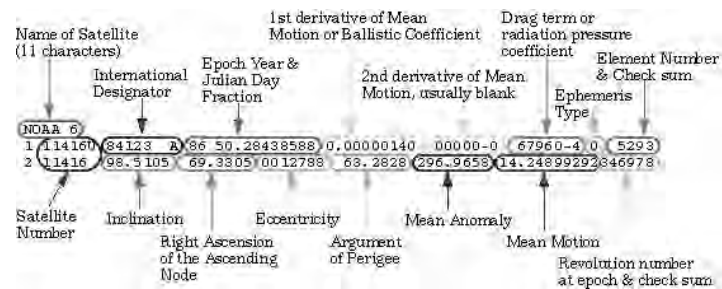 1st derivative of Mean
Motion or Ballistic Coefficient
Drag term or
radiation pressure
coefficient
Name of Satellite
(11 characters)
International
Designator
Epoch Year &
Julian Day
Fraction
2nd derivative of Mean
Motion, usually blank
Element Number
& Check sum
Ephemeris
Type
NOAA 6
1 11416U 84123 A 86 50.28438588 0.00000140 00000-0 67960-4 0 5293
2 11416 98.5105 69.3305 0012788 63.2828 296.9658 14.24899292346978
Satellite
Number
Inclination
Right Ascension
of the Ascending
Node
Eccentricity
Argument
of Perigee
Mean Anomaly
Mean Motion
Revolution number
at epoch & check sum